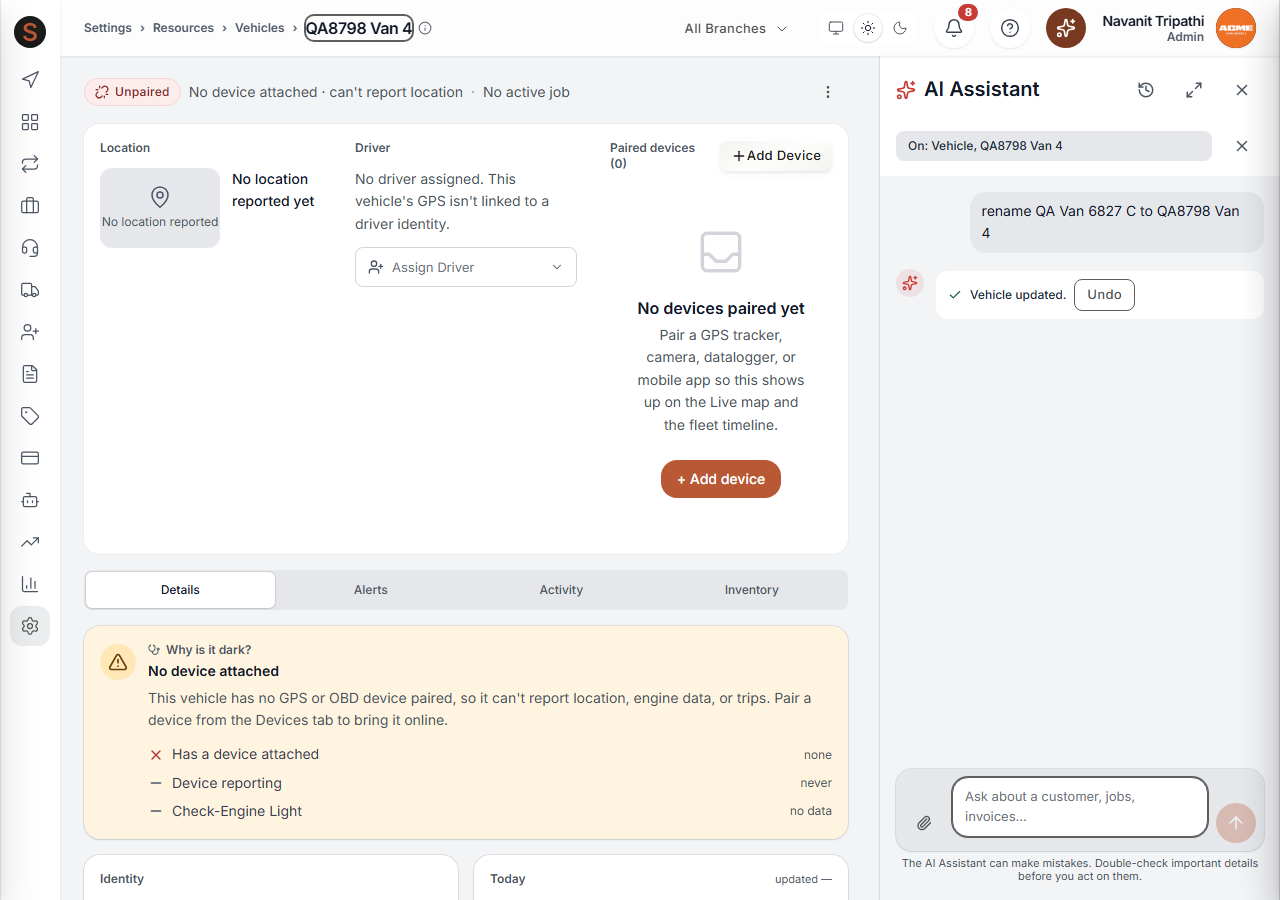 S
Settings › Resources › Vehicles › QA8798 Van 4
All Branches
8
Navanit Tripathi
Admin
ACME
Unpaired
No device attached · can't report location · No active job
Location
No location reported
No location
reported yet
Driver
No driver assigned. This
vehicle's GPS isn't linked to a
driver identity.
Assign Driver
Paired devices
(0)
Add Device
No devices paired yet
Pair a GPS tracker,
camera, datalogger, or
mobile app so this shows
up on the Live map and
the fleet timeline.
+ Add device
Details
Alerts
Activity
Inventory
Why is it dark?
No device attached
This vehicle has no GPS or OBD device paired, so it can't report location, engine data, or trips. Pair a
device from the Devices tab to bring it online.
Has a device attached none
Device reporting never
Check-Engine Light no data
Identity
Today
updated —
AI Assistant
On: Vehicle, QA8798 Van 4
rename QA Van 6827 C to QA8798 Van
4
Vehicle updated.
Undo
Ask about a customer, jobs,
invoices...
The AI Assistant can make mistakes. Double-check important details
before you act on them.